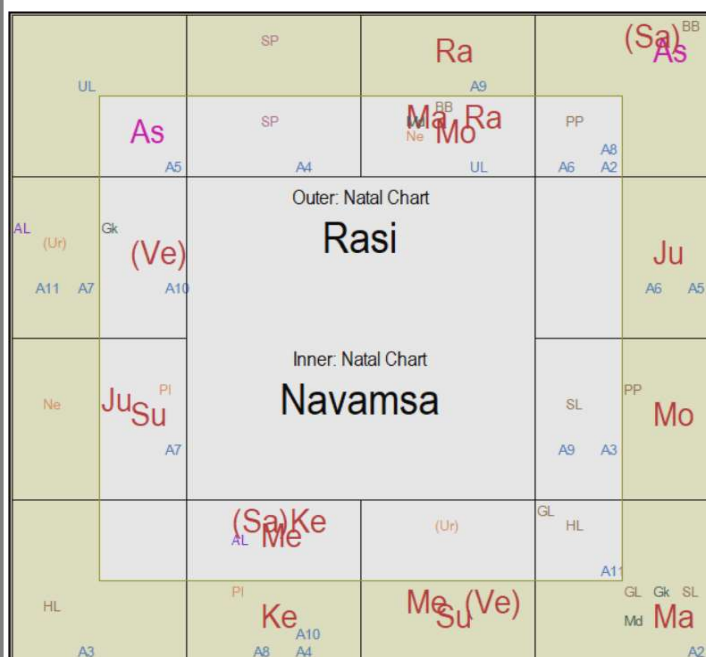 (Sa) BB
SP Ra As
UL A9
BB
As SP Ma Ra PP
Md Mo
Ne A8
A5 A4 UL A6 A2
Outer: Natal Chart
AL Gk Rasi
(Ur) (Ve) Ju
A11 A7 A10 A6 A5
Inner: Natal Chart
Pl PP
Ne Ju Su Navamsa SL Mo
A7 A9 A3
GL
(Sa) Ke (Ur) HL
AL Me
A11
Pl GL Gk SL
HL Ke Me Su (Ve) Md Ma
A10
A3 A8 A4 A2